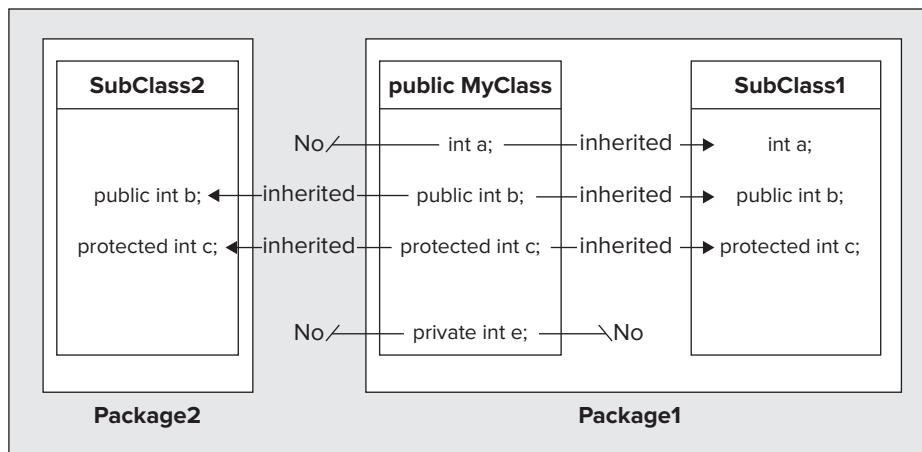 SubClass2 public MyClass SubClass1
No int a; inherited int a;
public int b; inherited public int b; inherited public int b;
protected int c; inherited protected int c; inherited protected int c;
No private int e; No
Package2 Package1